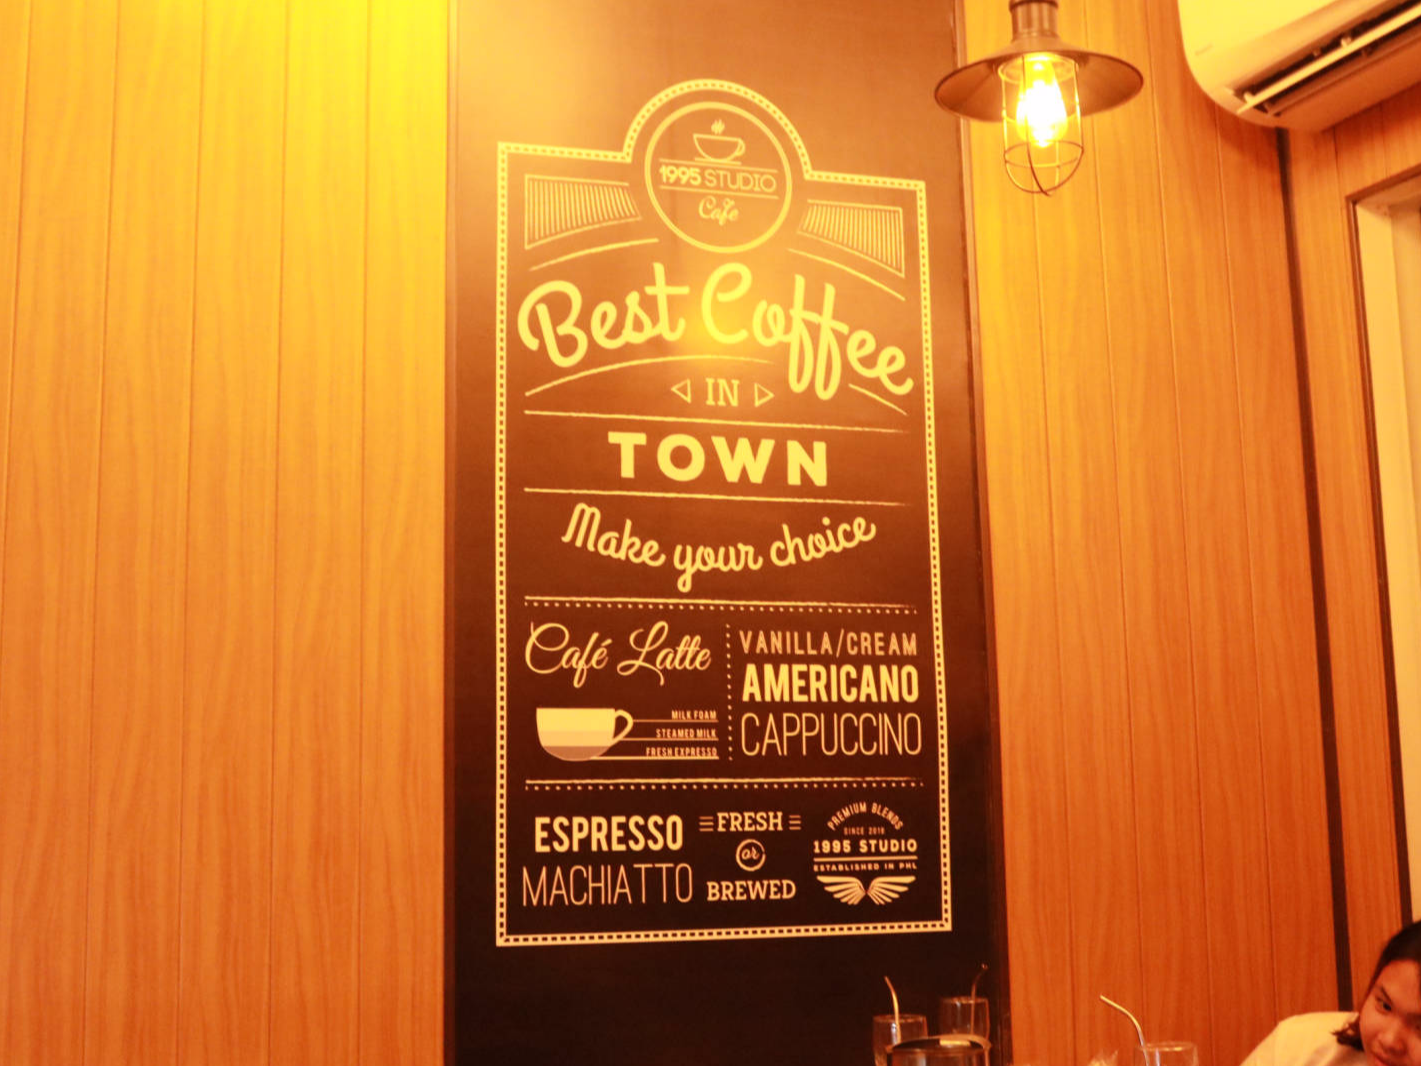 1995 STUDIO
Cafe
Best Coffee
IN
TOWN
Make your choice
Café Latte
MILK FOAM
STEAMED MILK
FRESH EXPRESSO
VANILLA/CREAM
AMERICANO
CAPPUCCINO
ESPRESSO
MACHIATTO
FRESH
or
BREWED
PREMIUM BLENDS
SINCE 2018
1995 STUDIO
ESTABLISHED IN PHL